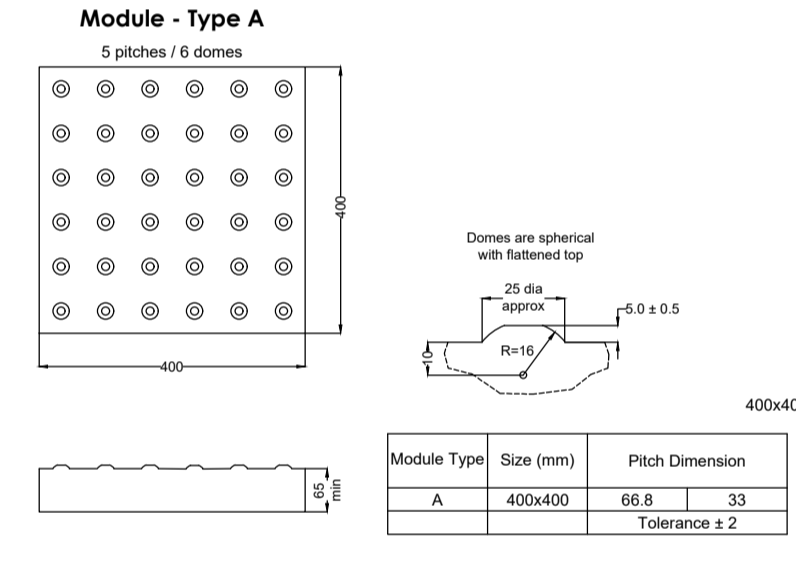 Module - Type A
5 pitches / 6 domes
400
400
Domes are spherical
with flattened top
25 dia
approx
5.0 ± 0.5
R=16
10
400x40
65
min
Module Type Size (mm) Pitch Dimension
A 400x400 66.8 33
Tolerance ± 2